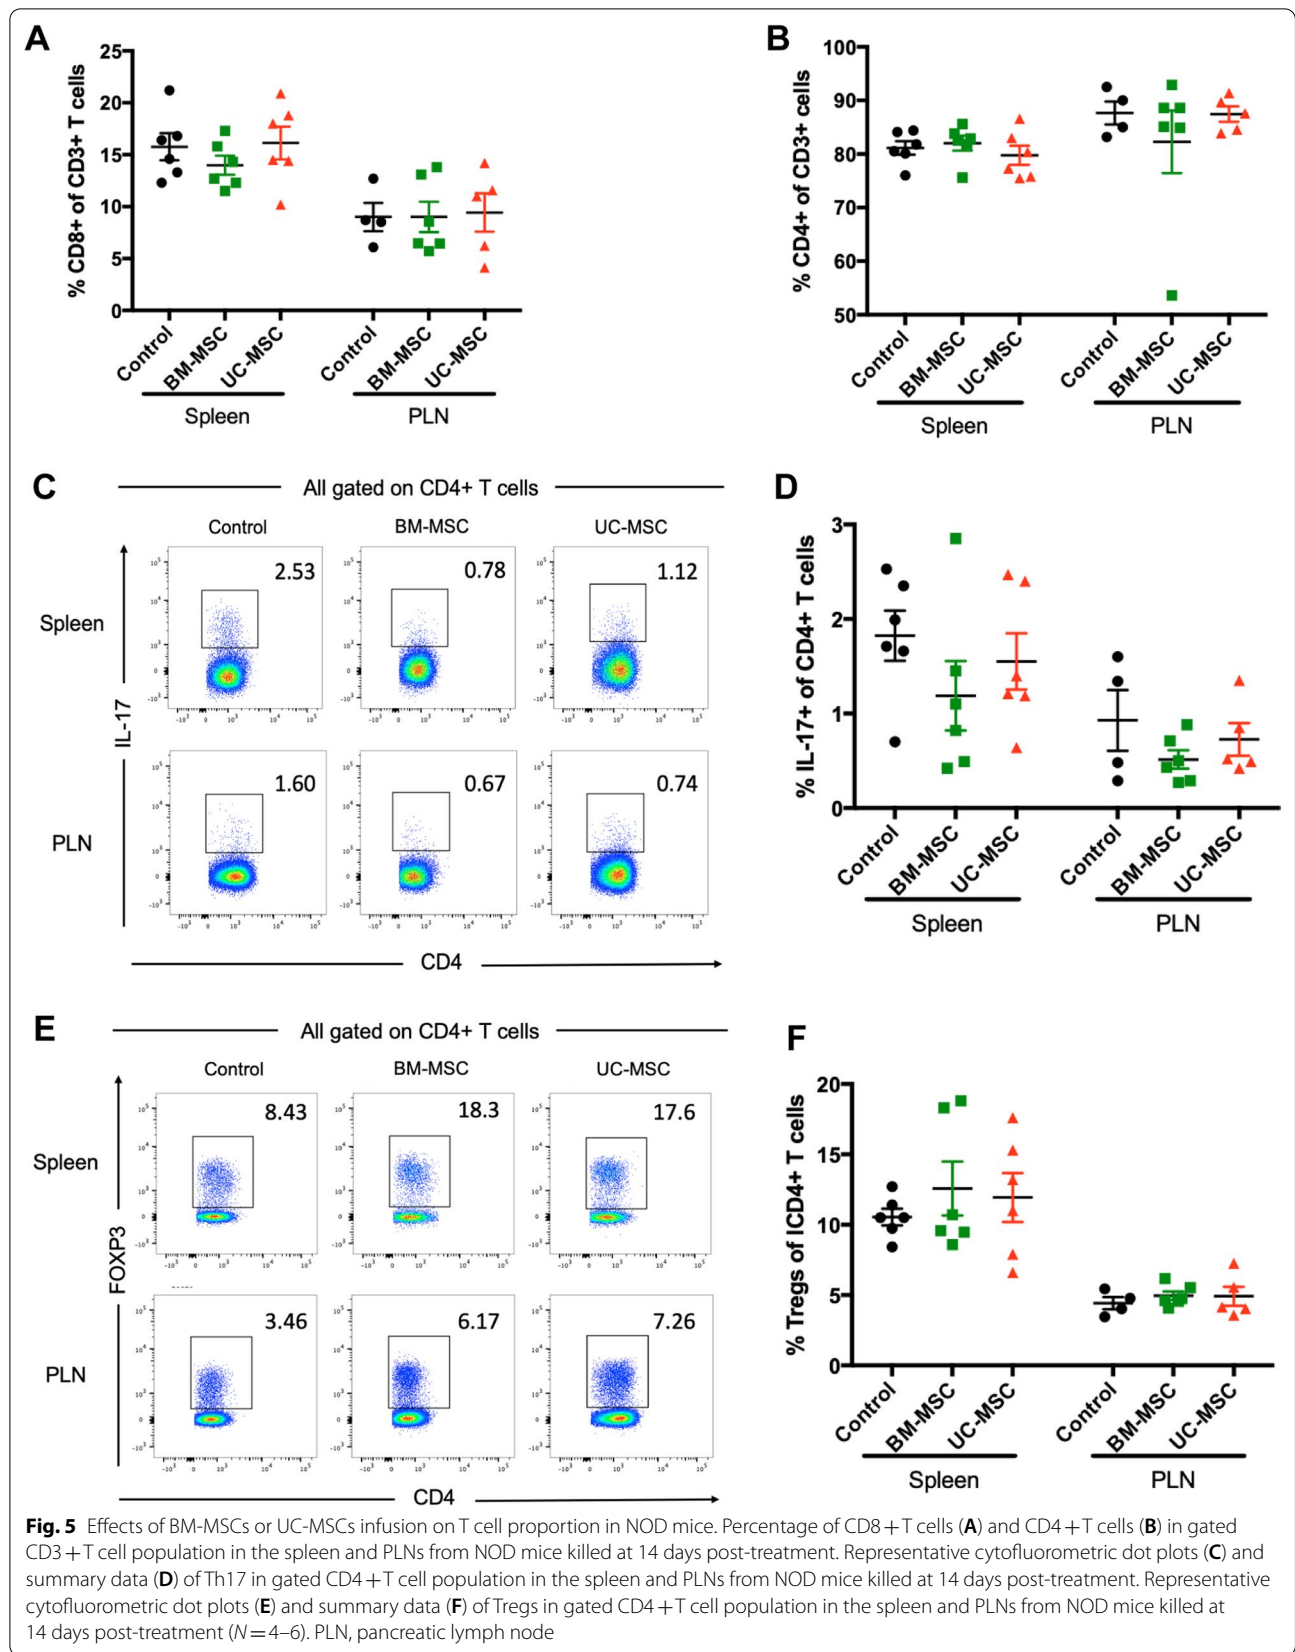 A
25
20
15
10
5
0
% CD8+ of CD3+ T cells
Control
BM-MSC
UC-MSC
Control
BM-MSC
UC-MSC
Spleen
PLN
B
100
90
80
70
60
50
% CD4+ of CD3+ cells
Control
BM-MSC
UC-MSC
Control
BM-MSC
UC-MSC
Spleen
PLN
C
All gated on CD4+ T cells
Control
BM-MSC
UC-MSC
Spleen
2.53
0.78
1.12
IL-17
PLN
1.60
0.67
0.74
CD4
D
3
2
1
0
% IL-17+ of CD4+ T cells
Control
BM-MSC
UC-MSC
Control
BM-MSC
UC-MSC
Spleen
PLN
E
All gated on CD4+ T cells
Control
BM-MSC
UC-MSC
Spleen
8.43
18.3
17.6
FOXP3
PLN
3.46
6.17
7.26
CD4
F
20
15
10
5
0
% Tregs of lCD4+ T cells
Control
BM-MSC
UC-MSC
Control
BM-MSC
UC-MSC
Spleen
PLN
Fig. 5 Effects of BM-MSCs or UC-MSCs infusion on T cell proportion in NOD mice. Percentage of CD8+T cells (A) and CD4+T cells (B) in gated
CD3+T cell population in the spleen and PLNs from NOD mice killed at 14 days post-treatment. Representative cytofluorometric dot plots (C) and
summary data (D) of Th17 in gated CD4+T cell population in the spleen and PLNs from NOD mice killed at 14 days post-treatment. Representative
cytofluorometric dot plots (E) and summary data (F) of Tregs in gated CD4+T cell population in the spleen and PLNs from NOD mice killed at
14 days post-treatment (N=4–6). PLN, pancreatic lymph node